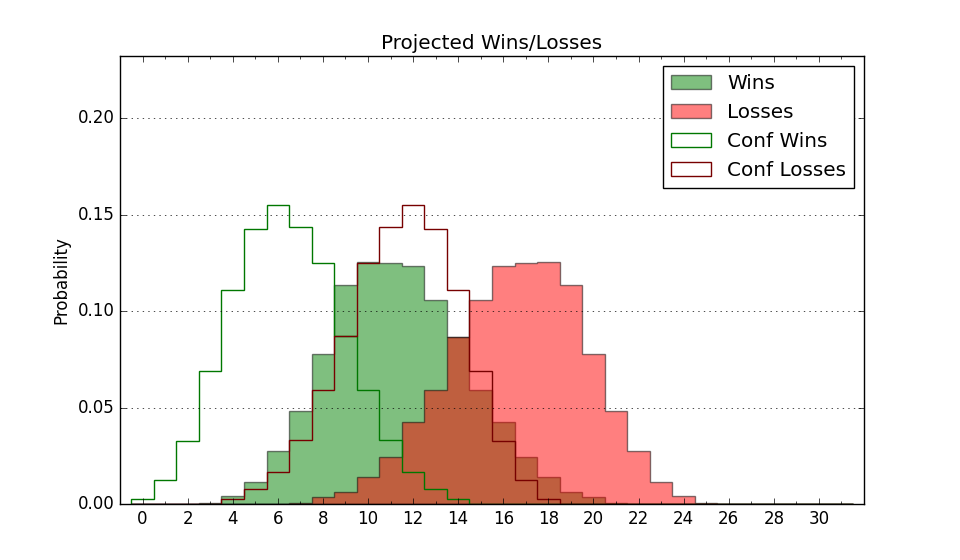 Projected Wins/Losses
Wins
Losses
Conf Wins
Conf Losses
Probability
0.20
0.15
0.10
0.05
0.00
0 2 4 6 8 10 12 14 16 18 20 22 24 26 28 30